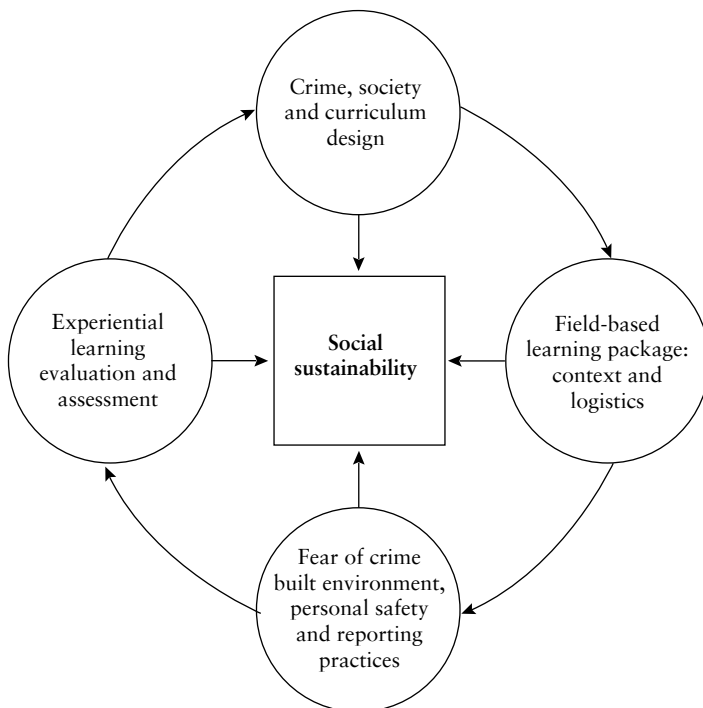 Crime, society
and curriculum
design
Experiential
learning
evaluation and
assessment
Social
sustainability
Field-based
learning package:
context and
logistics
Fear of crime
built environment,
personal safety
and reporting
practices